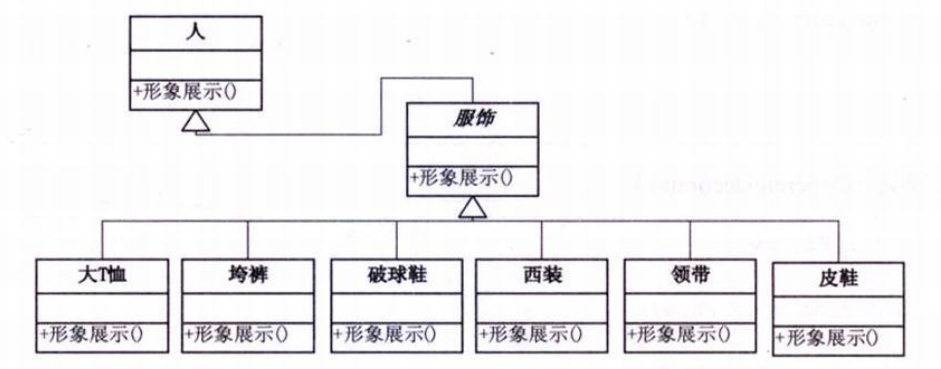 人
+形象展示()
服饰
+形象展示()
大T恤
垮裤
破球鞋
西装
领带
皮鞋
+形象展示()
+形象展示()
+形象展示()
+形象展示()
+形象展示()
+形象展示()